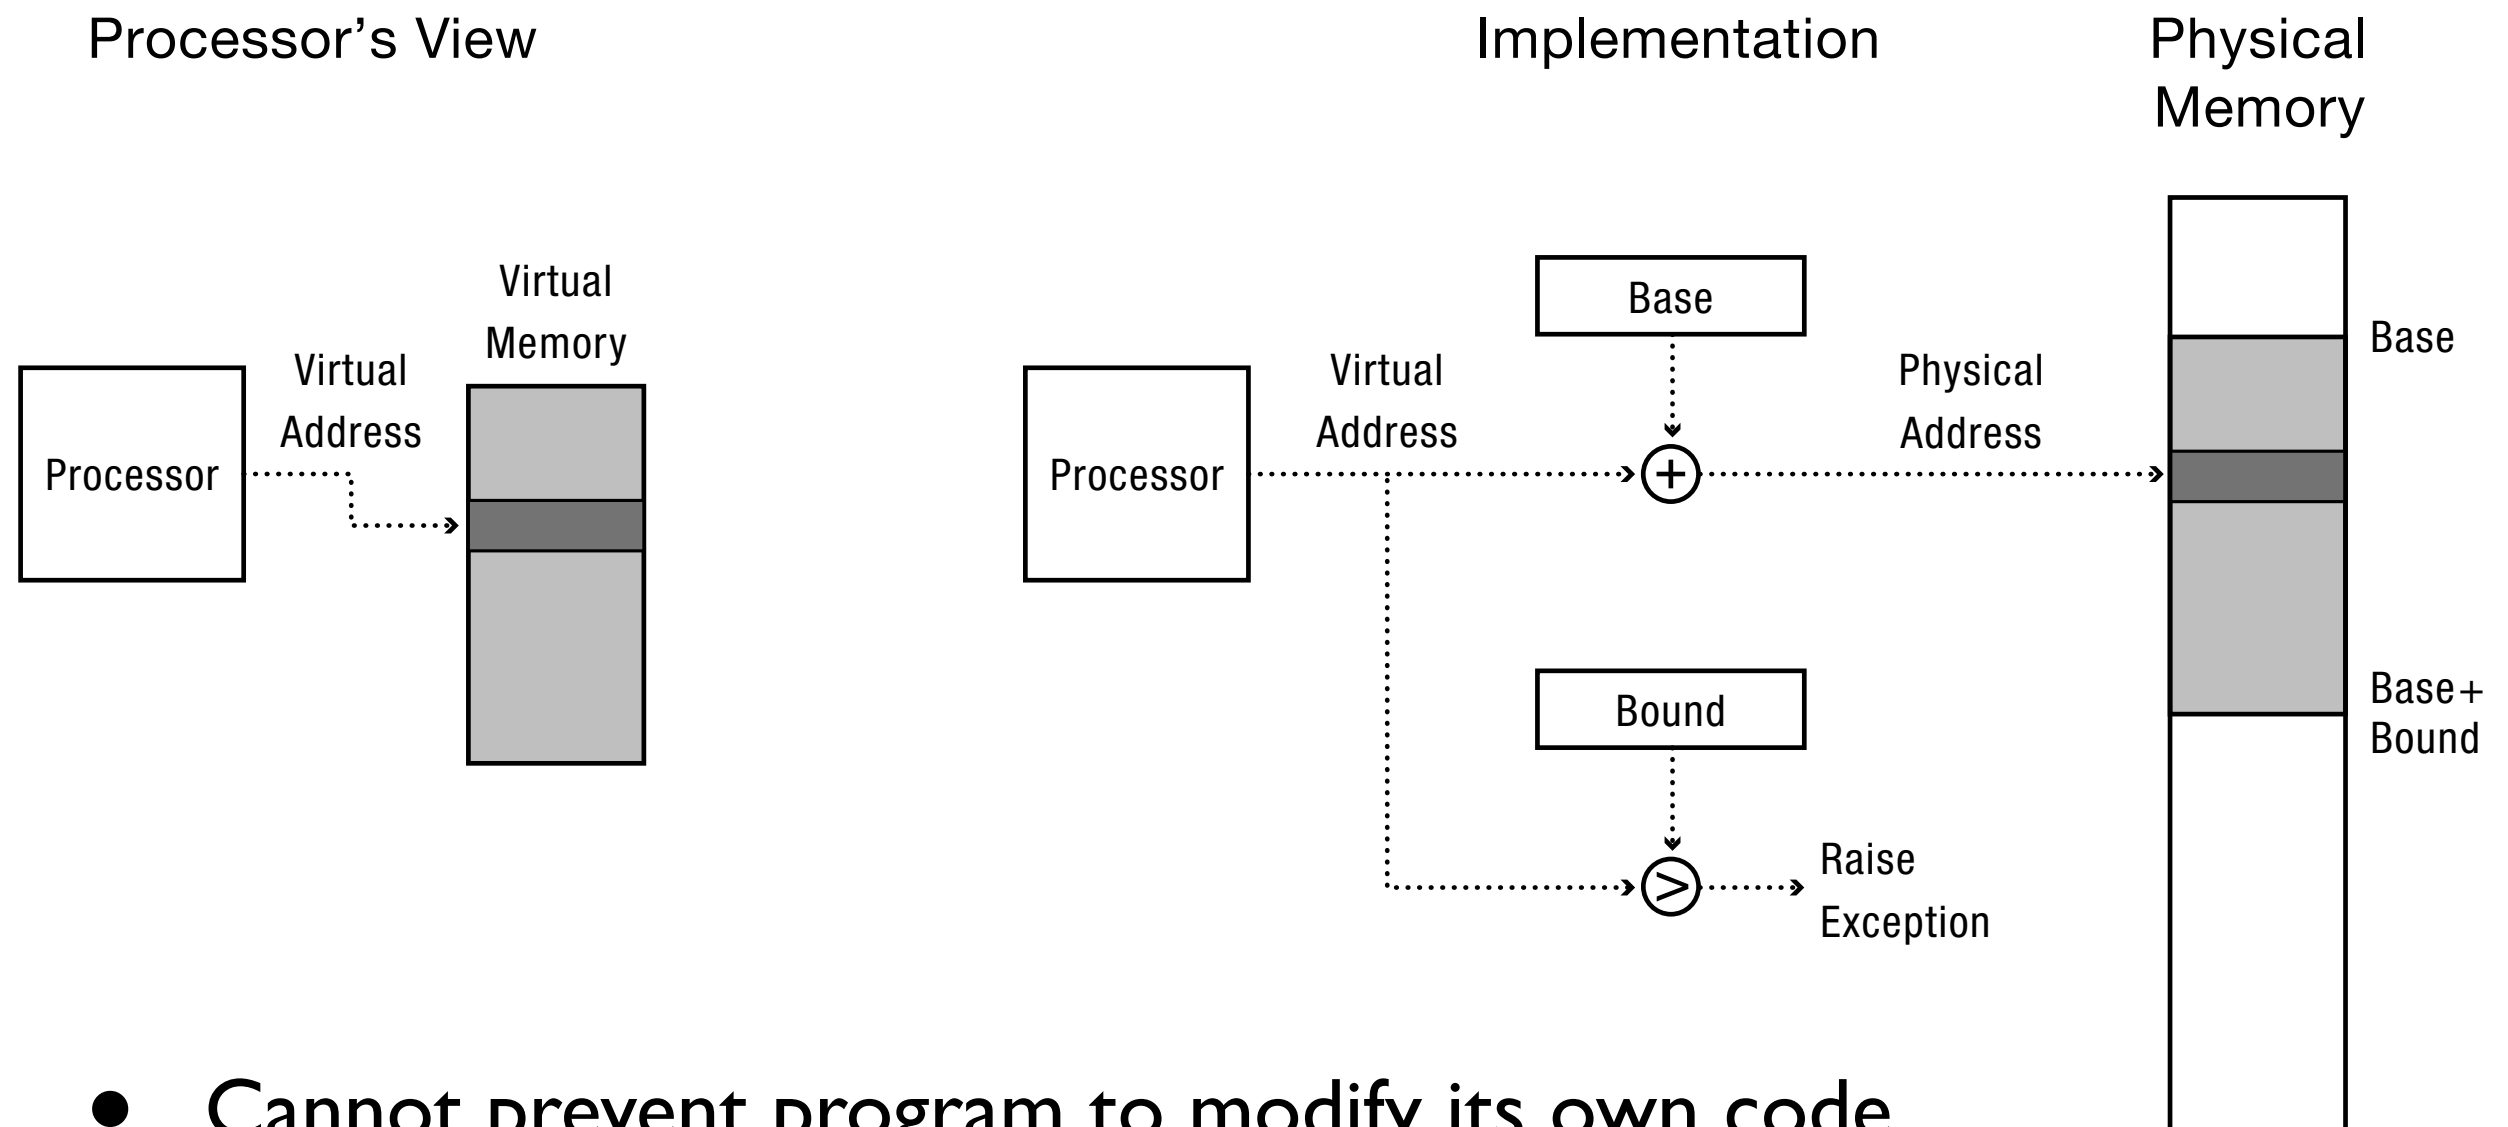 Processor's View
Implementation
Physical
Memory
Virtual
Memory
Virtual
Address
Processor
Processor
Virtual
Address
Base
+
Physical
Address
Base
Base+
Bound
Bound
>
Raise
Exception
• Cannot prevent program to modify its own code